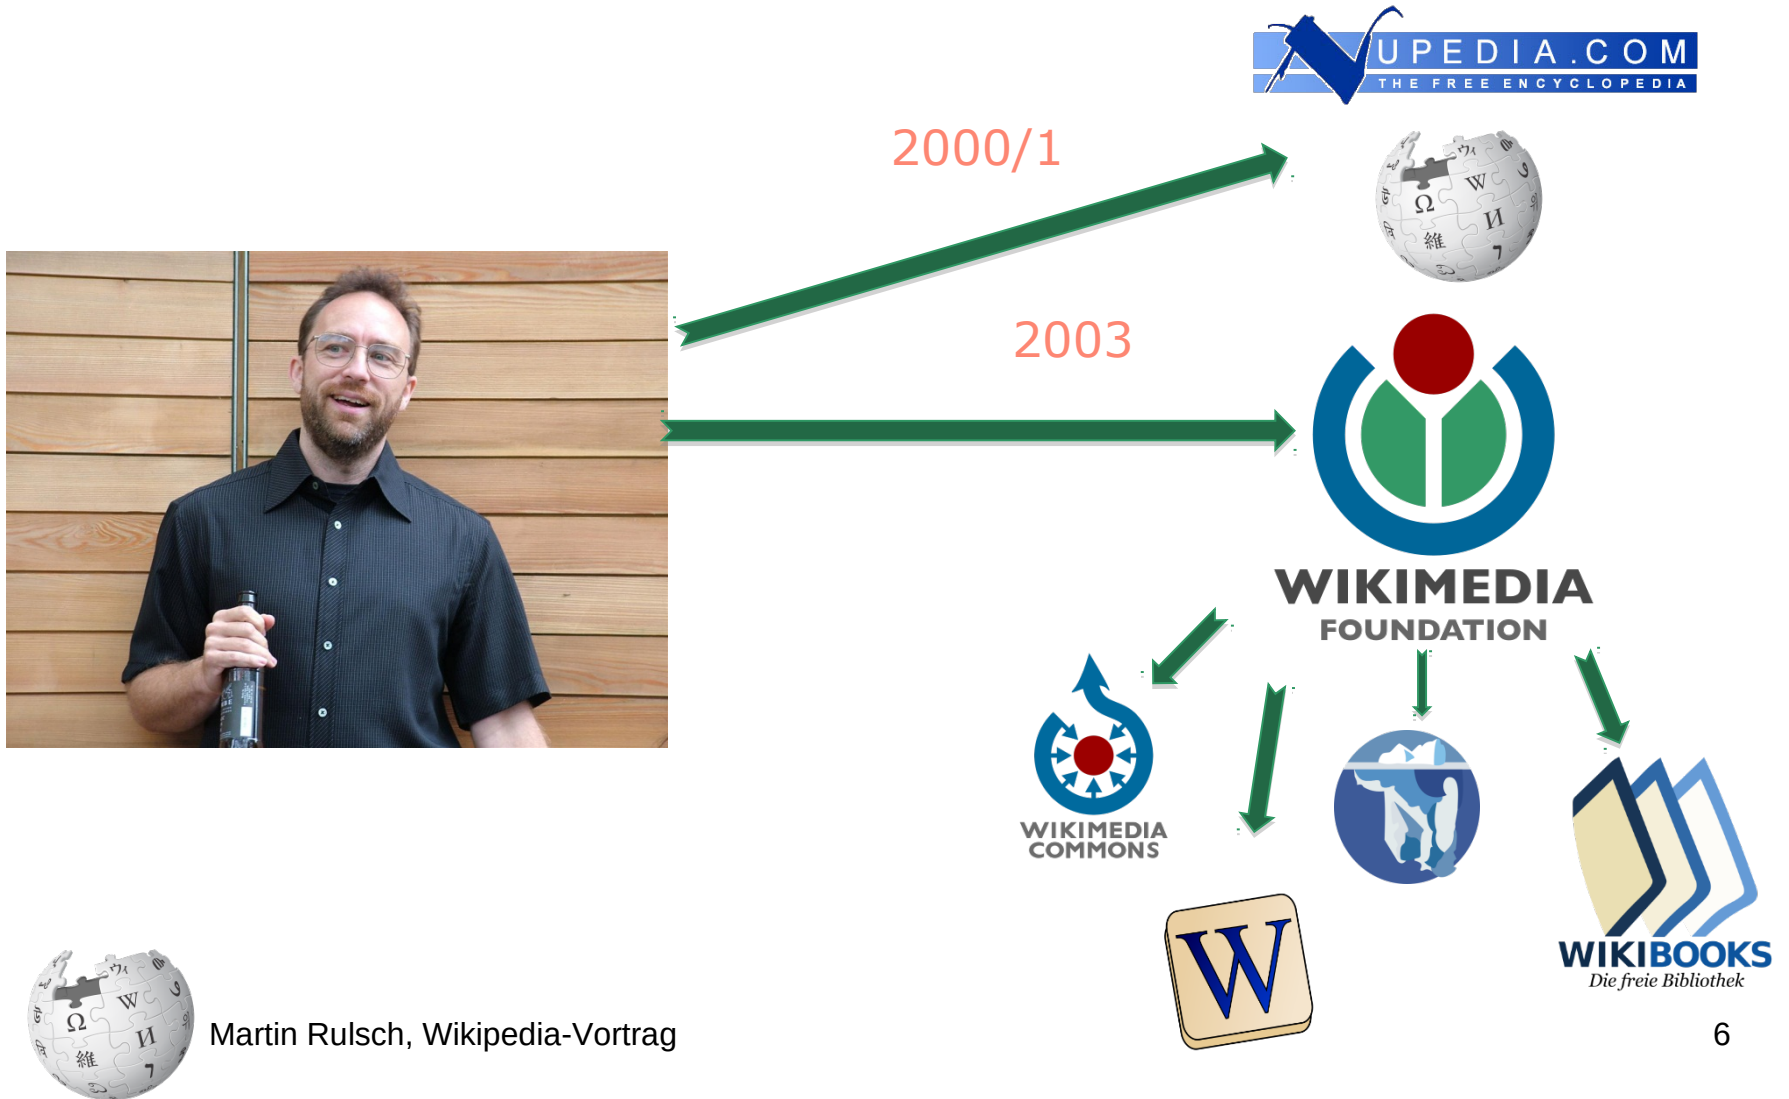 NUPEDIA.COM
THE FREE ENCYCLOPEDIA
2000/1
2003
WIKIMEDIA
FOUNDATION
WIKIMEDIA
COMMONS
W
WIKIBOOKS
Die freie Bibliothek
Martin Rulsch, Wikipedia-Vortrag
6